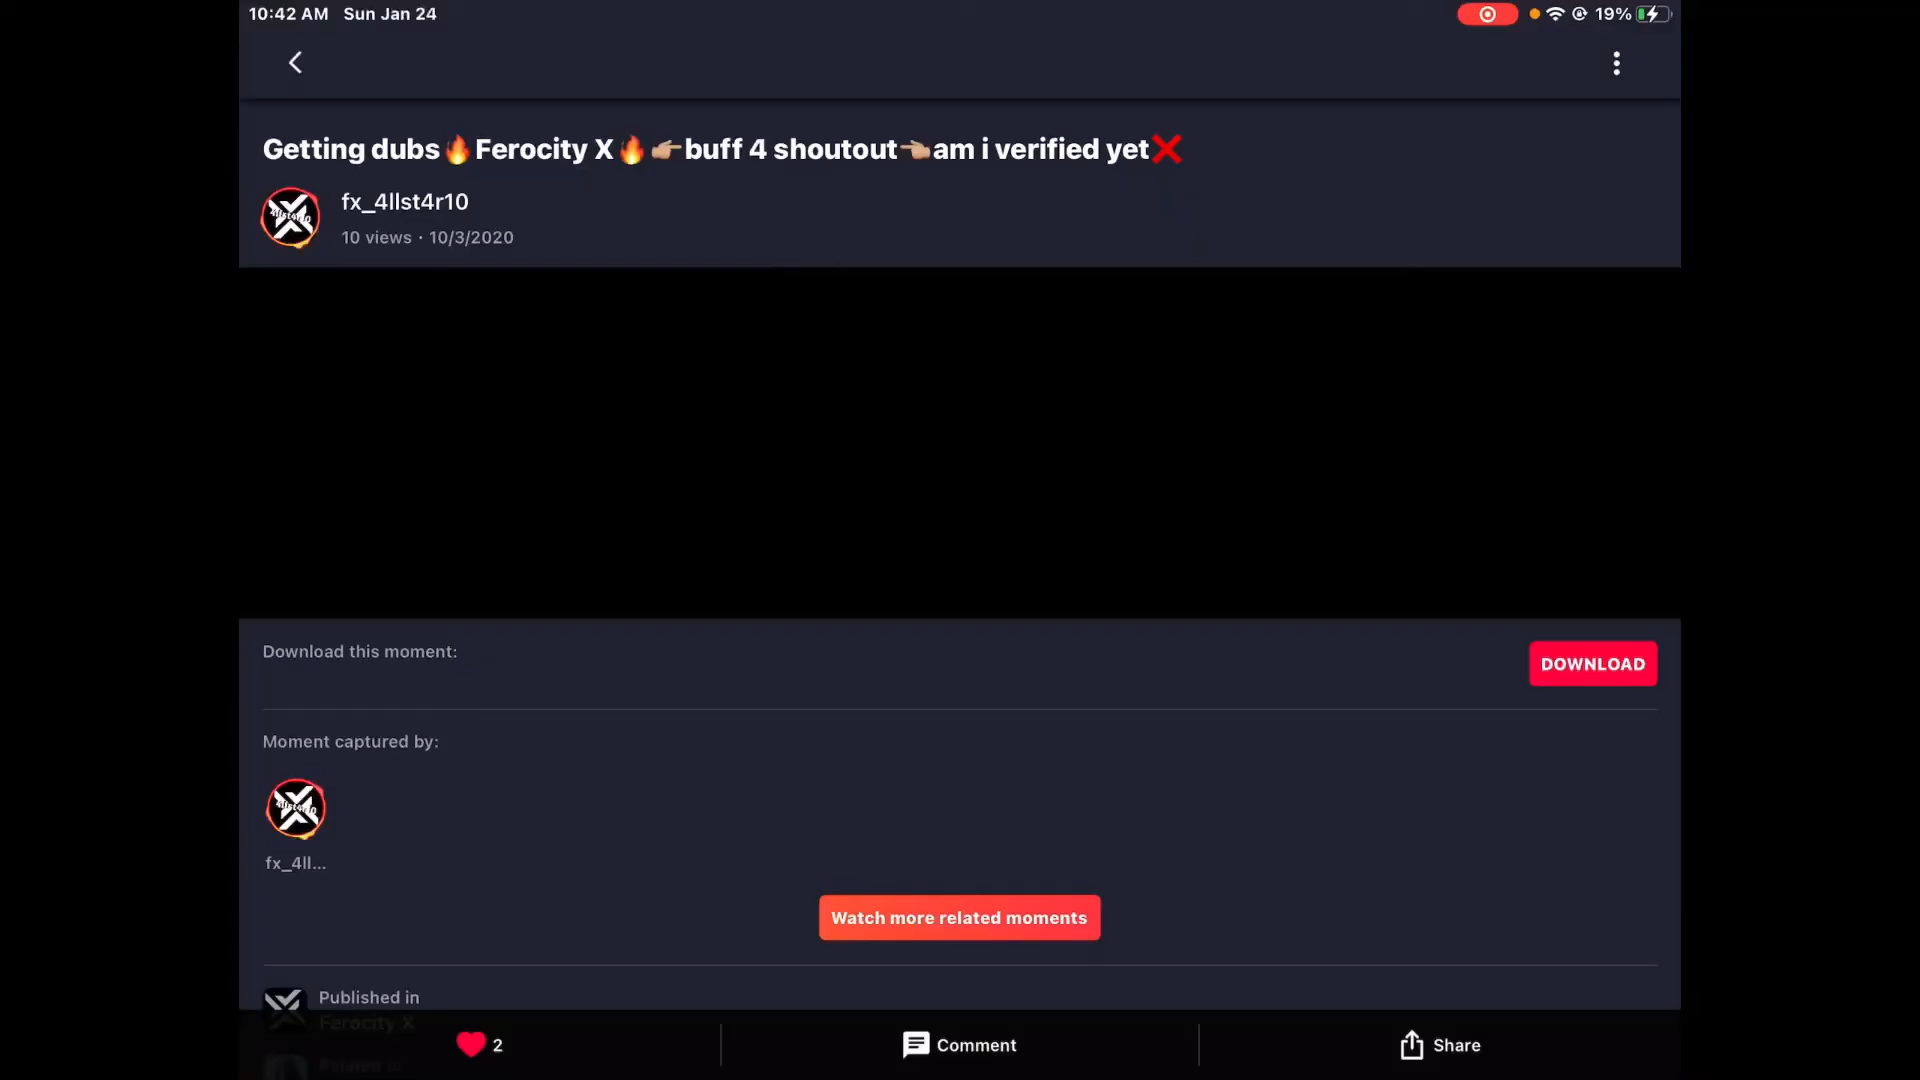 10:42 AM Sun Jan 24
19%
Getting dubs🔥Ferocity X🔥👉🏼buff 4 shoutout👈🏼am i verified yet❌
fx_4llst4r10
10 views · 10/3/2020
Download this moment:
DOWNLOAD
Moment captured by:
fx_4ll...
Watch more related moments
Published in
Ferocity X
2
Comment
Share